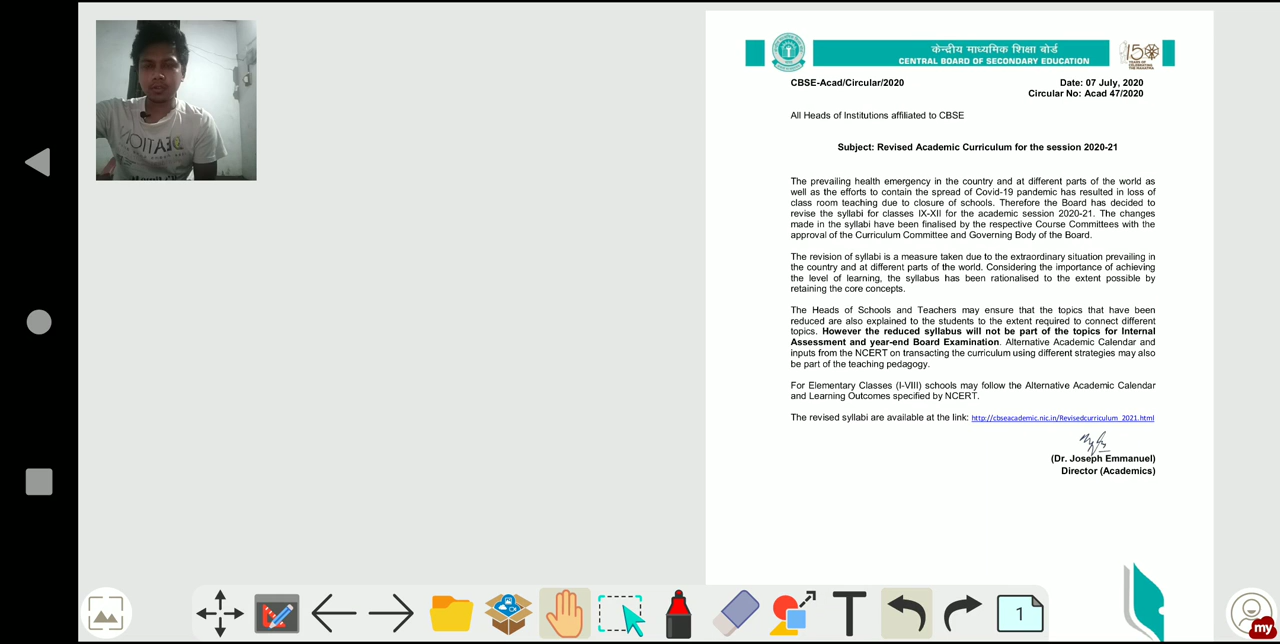 केन्द्रीय माध्यमिक शिक्षा बोर्ड
CENTRAL BOARD OF SECONDARY EDUCATION
150
YEARS OF
CELEBRATING
THE MAHATMA
CBSE-Acad/Circular/2020
Date: 07 July, 2020
Circular No: Acad 47/2020
All Heads of Institutions affiliated to CBSE
Subject: Revised Academic Curriculum for the session 2020-21
The prevailing health emergency in the country and at different parts of the world as
well as the efforts to contain the spread of Covid-19 pandemic has resulted in loss of
class room teaching due to closure of schools. Therefore the Board has decided to
revise the syllabi for classes IX-XII for the academic session 2020-21. The changes
made in the syllabi have been finalised by the respective Course Committees with the
approval of the Curriculum Committee and Governing Body of the Board.
The revision of syllabi is a measure taken due to the extraordinary situation prevailing in
the country and at different parts of the world. Considering the importance of achieving
the level of learning, the syllabus has been rationalised to the extent possible by
retaining the core concepts.
The Heads of Schools and Teachers may ensure that the topics that have been
reduced are also explained to the students to the extent required to connect different
topics. However the reduced syllabus will not be part of the topics for Internal
Assessment and year-end Board Examination. Alternative Academic Calendar and
inputs from the NCERT on transacting the curriculum using different strategies may also
be part of the teaching pedagogy.
For Elementary Classes (I-VIII) schools may follow the Alternative Academic Calendar
and Learning Outcomes specified by NCERT.
The revised syllabi are available at the link: http://cbseacademic.nic.in/Revisedcurriculum_2021.html
(Dr. Joseph Emmanuel)
Director (Academics)
T
1
my